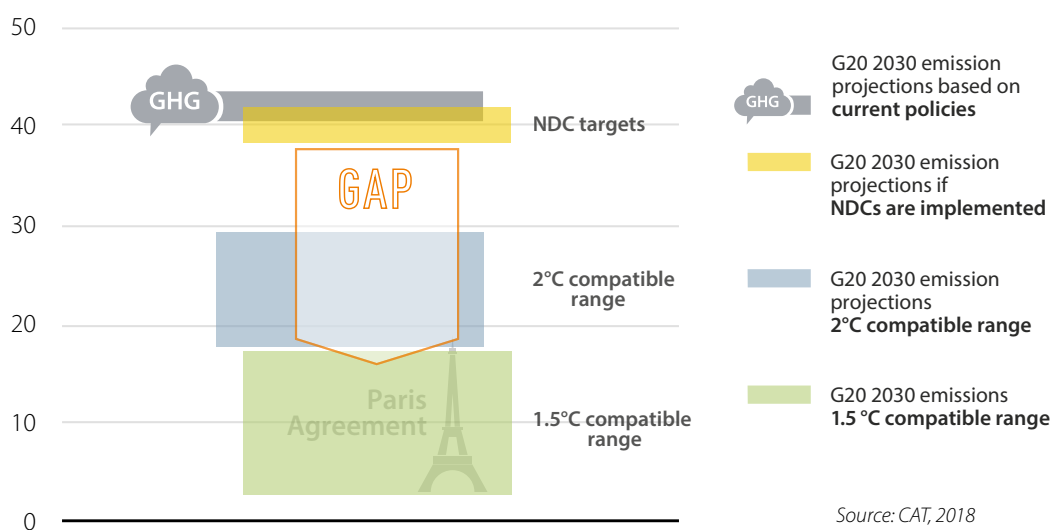 50
40
30
20
10
0
GHG
NDC targets
GAP
2°C compatible
range
Paris
Agreement
1.5°C compatible
range
GHG
G20 2030 emission
projections based on
current policies
G20 2030 emission
projections if
NDCs are implemented
G20 2030 emission
projections
2°C compatible range
G20 2030 emissions
1.5 °C compatible range
Source: CAT, 2018